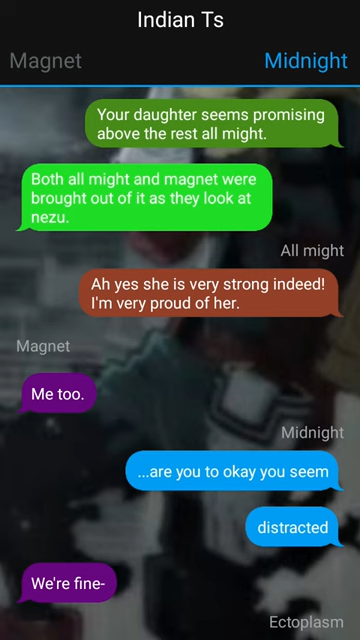 Indian Ts
Magnet
Midnight
Your daughter seems promising
above the rest all might.
Both all might and magnet were
brought out of it as they look at
nezu.
All might
Ah yes she is very strong indeed!
I'm very proud of her.
Magnet
Me too.
Midnight
...are you to okay you seem
distracted
We're fine-
Ectoplasm